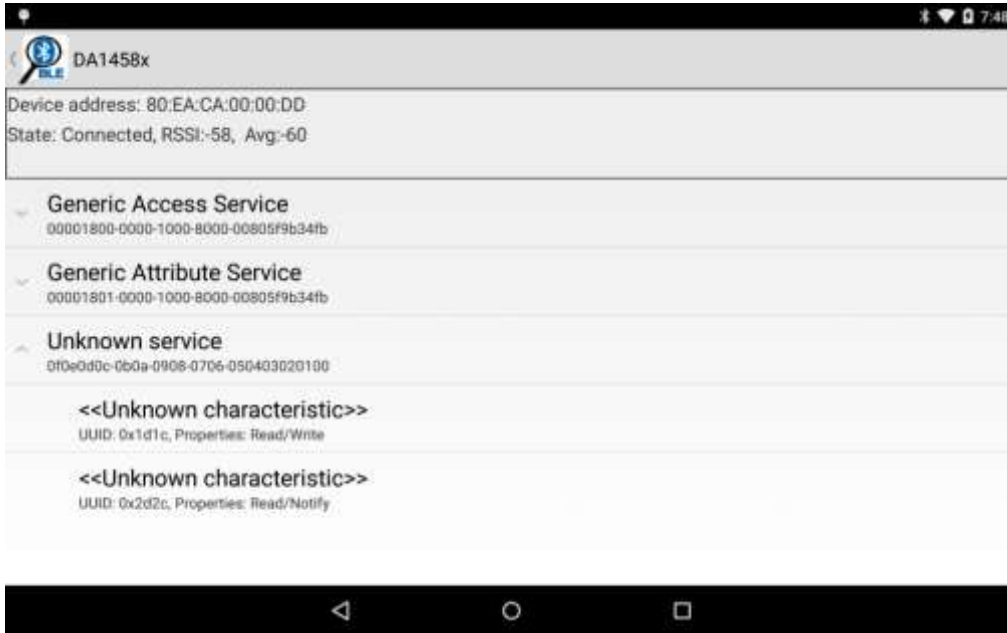 7:48
BLE
DA1458x
Device address: 80:EA:CA:00:00:DD
State: Connected, RSSI:-58, Avg:-60
Generic Access Service
00001800-0000-1000-8000-00805f9b34fb
Generic Attribute Service
00001801-0000-1000-8000-00805f9b34fb
Unknown service
0f0e0d0c-0b0a-0908-0706-050403020100
<<Unknown characteristic>>
UUID: 0x1d1c, Properties: Read/Write
<<Unknown characteristic>>
UUID: 0x2d2c, Properties: Read/Notify